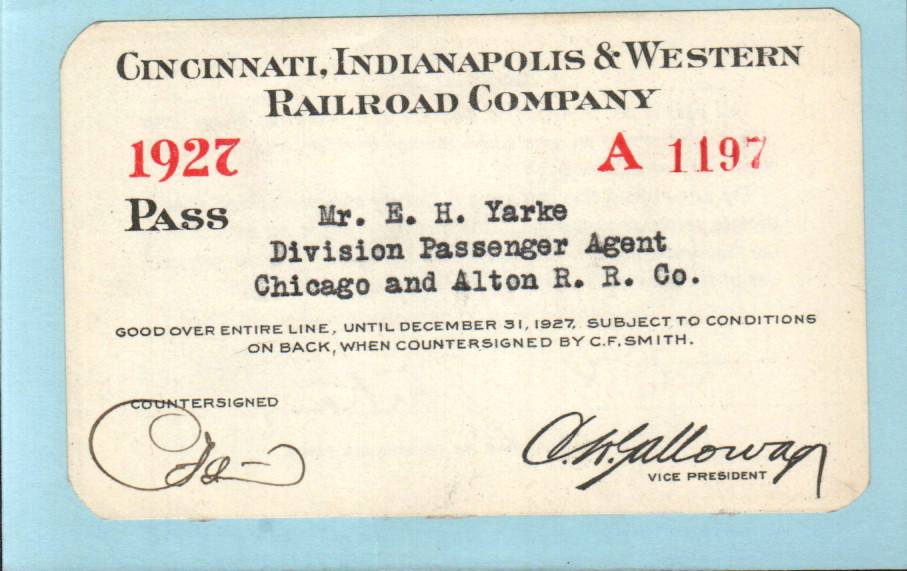 CINCINNATI, INDIANAPOLIS & WESTERN
RAILROAD COMPANY
1927 A 1197
PASS Mr. E. H. Yarke
Division Passenger Agent
Chicago and Alton R. R. Co.
GOOD OVER ENTIRE LINE, UNTIL DECEMBER 31, 1927, SUBJECT TO CONDITIONS
ON BACK, WHEN COUNTERSIGNED BY C.F. SMITH.
COUNTERSIGNED
Galloway
VICE PRESIDENT